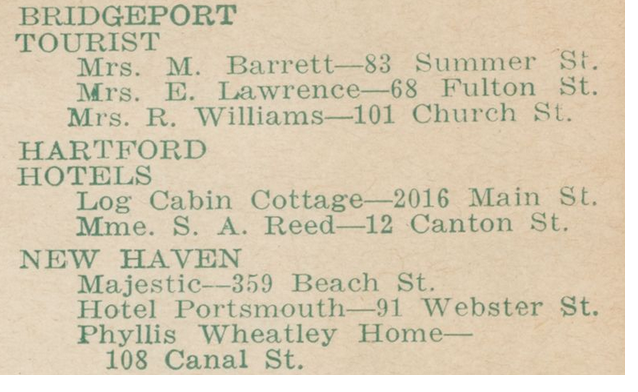 BRIDGEPORT
TOURIST
Mrs. M. Barrett—83 Summer St.
Mrs. E. Lawrence—68 Fulton St.
Mrs. R. Williams—101 Church St.
HARTFORD
HOTELS
Log Cabin Cottage—2016 Main St.
Mme. S. A. Reed—12 Canton St.
NEW HAVEN
Majestic—359 Beach St.
Hotel Portsmouth—91 Webster St.
Phyllis Wheatley Home—
108 Canal St.